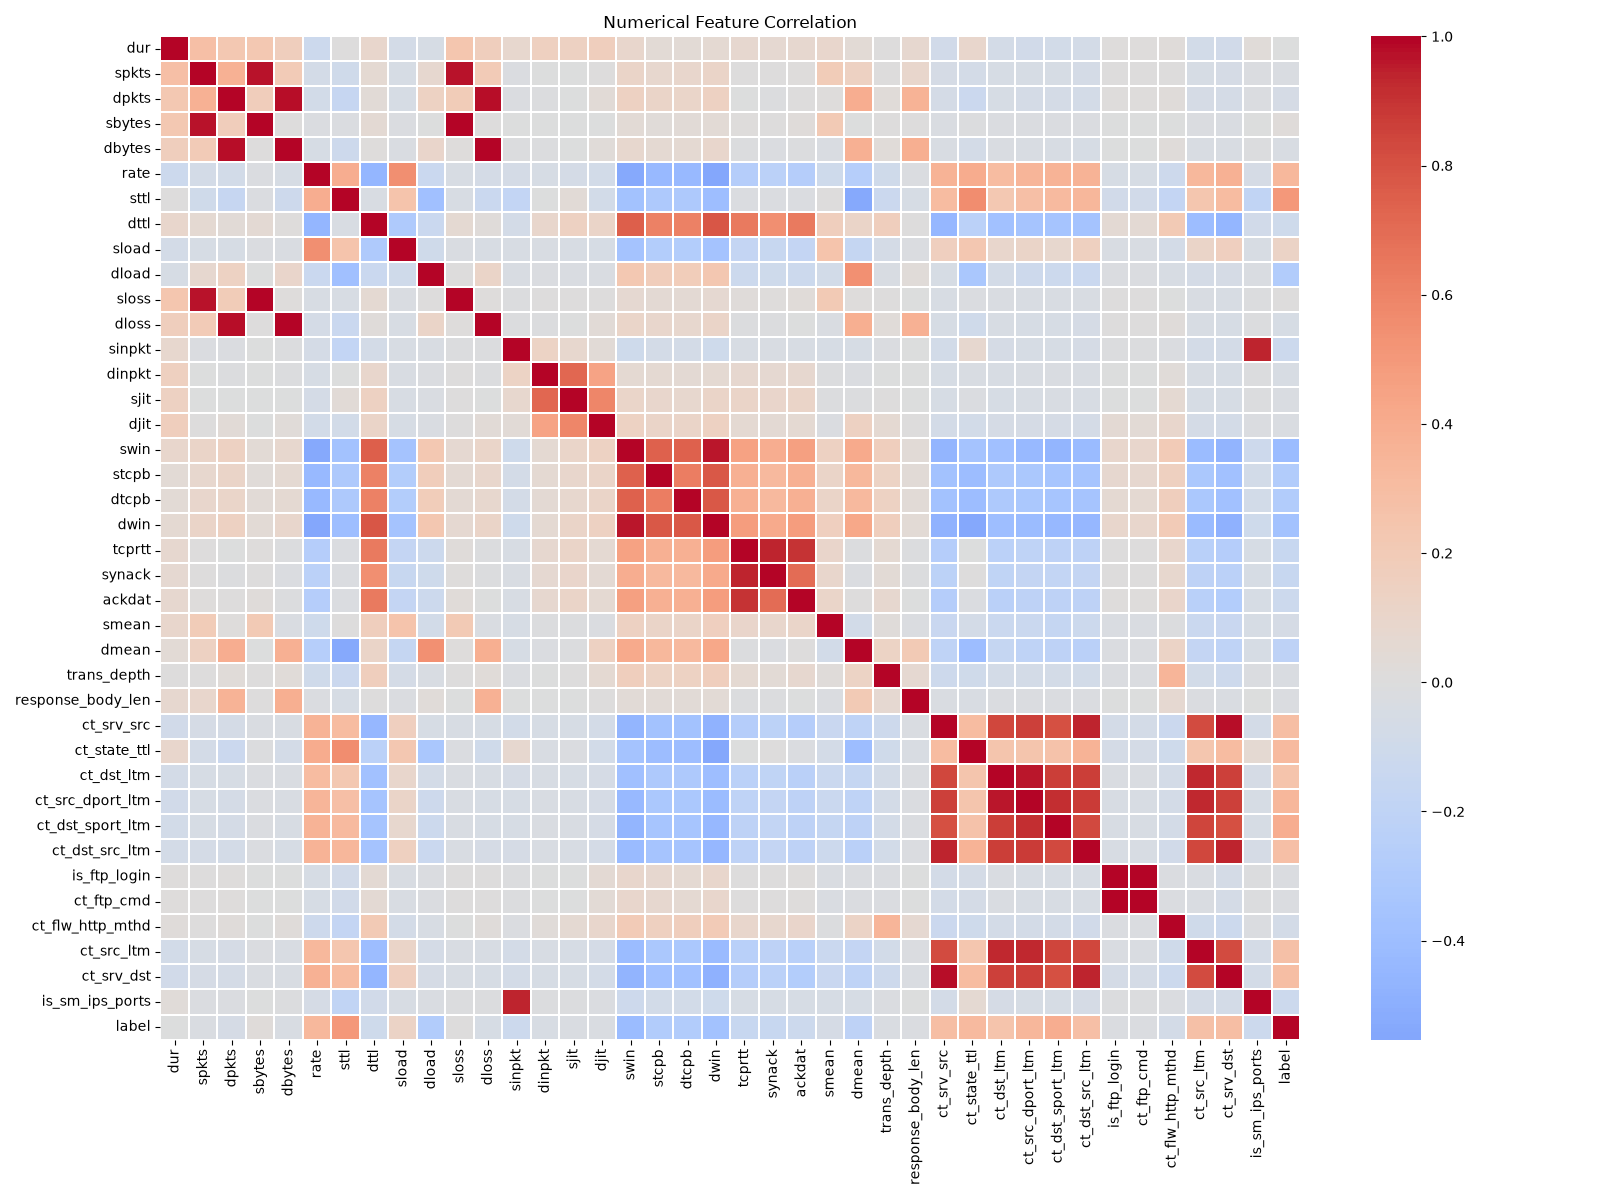 Numerical Feature Correlation
dur
spkts
dpkts
sbytes
dbytes
rate
sttl
dttl
sload
dload
sloss
dloss
sinpkt
dinpkt
sjit
djit
swin
stcpb
dtcpb
dwin
tcprtt
synack
ackdat
smean
dmean
trans_depth
response_body_len
ct_srv_src
ct_state_ttl
ct_dst_ltm
ct_src_dport_ltm
ct_dst_sport_ltm
ct_dst_src_ltm
is_ftp_login
ct_ftp_cmd
ct_flw_http_mthd
ct_src_ltm
ct_srv_dst
is_sm_ips_ports
label
dur
spkts
dpkts
sbytes
dbytes
rate
sttl
dttl
sload
dload
sloss
dloss
sinpkt
dinpkt
sjit
djit
swin
stcpb
dtcpb
dwin
tcprtt
synack
ackdat
smean
dmean
trans_depth
response_body_len
ct_srv_src
ct_state_ttl
ct_dst_ltm
ct_src_dport_ltm
ct_dst_sport_ltm
ct_dst_src_ltm
is_ftp_login
ct_ftp_cmd
ct_flw_http_mthd
ct_src_ltm
ct_srv_dst
is_sm_ips_ports
label
1.0
0.8
0.6
0.4
0.2
0.0
−0.2
−0.4